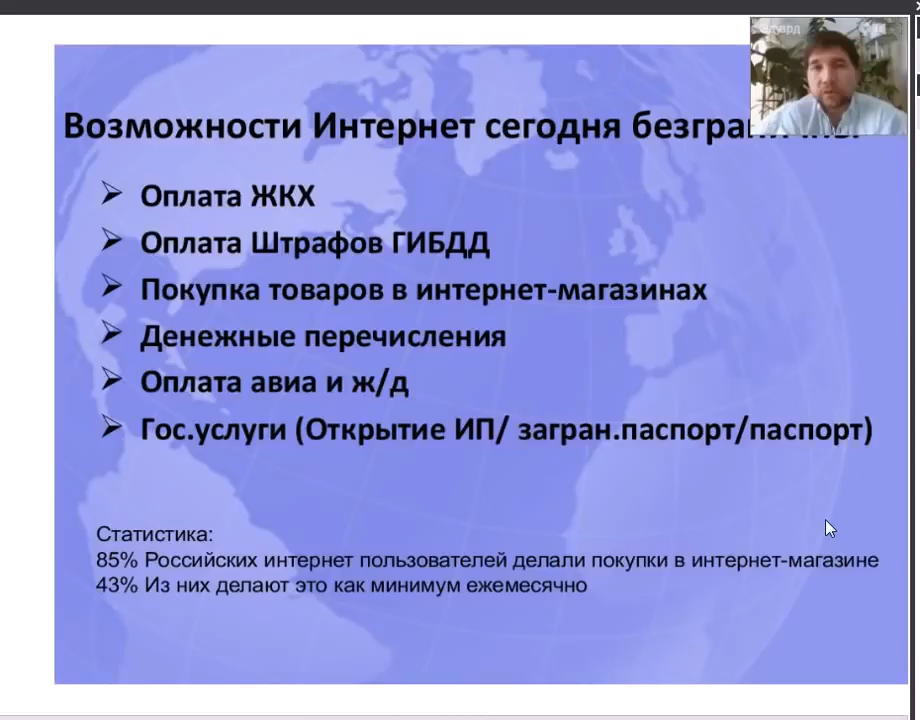 Эдуард
Возможности Интернет сегодня безгра
Оплата ЖКХ
Оплата Штрафов ГИБДД
Покупка товаров в интернет-магазинах
Денежные перечисления
Оплата авиа и ж/д
Гос.услуги (Открытие ИП/ загран.паспорт/паспорт)
Статистика:
85% Российских интернет пользователей делали покупки в интернет-магазине
43% Из них делают это как минимум ежемесячно